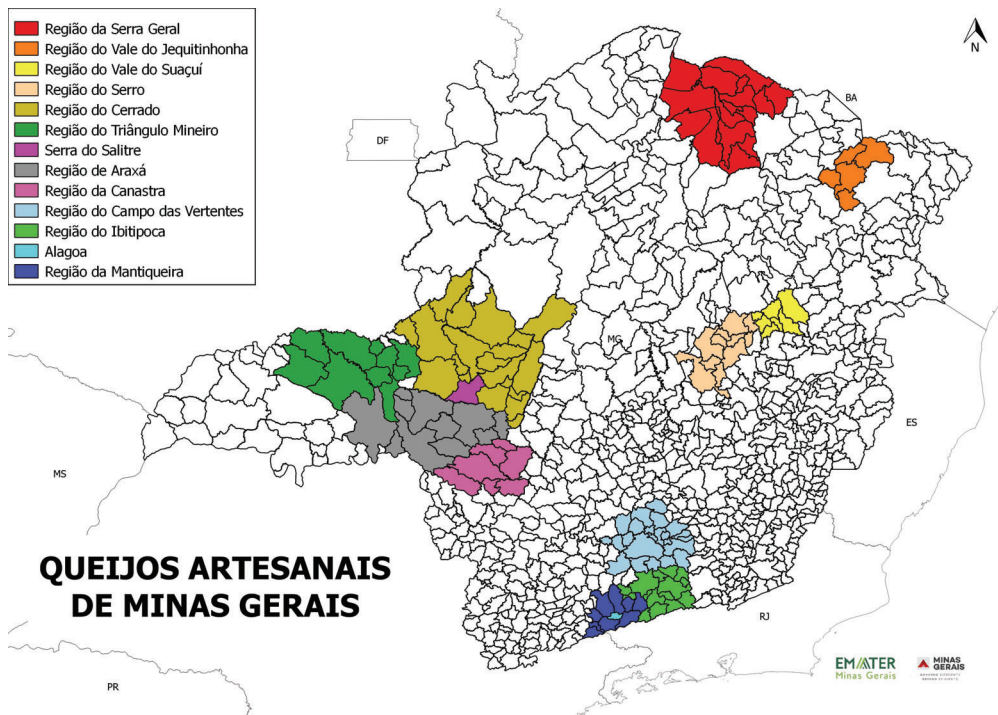 Região da Serra Geral
Região do Vale do Jequitinhonha
Região do Vale do Suaçuí
Região do Serro
Região do Cerrado
Região do Triângulo Mineiro
Serra do Salitre
Região de Araxá
Região da Canastra
Região do Campo das Vertentes
Região do Ibitipoca
Alagoa
Região da Mantiqueira
N
BA
DF
MG
ES
MS
QUEIJOS ARTESANAIS
DE MINAS GERAIS
RJ
PR
EMATER
Minas Gerais
MINAS
GERAIS